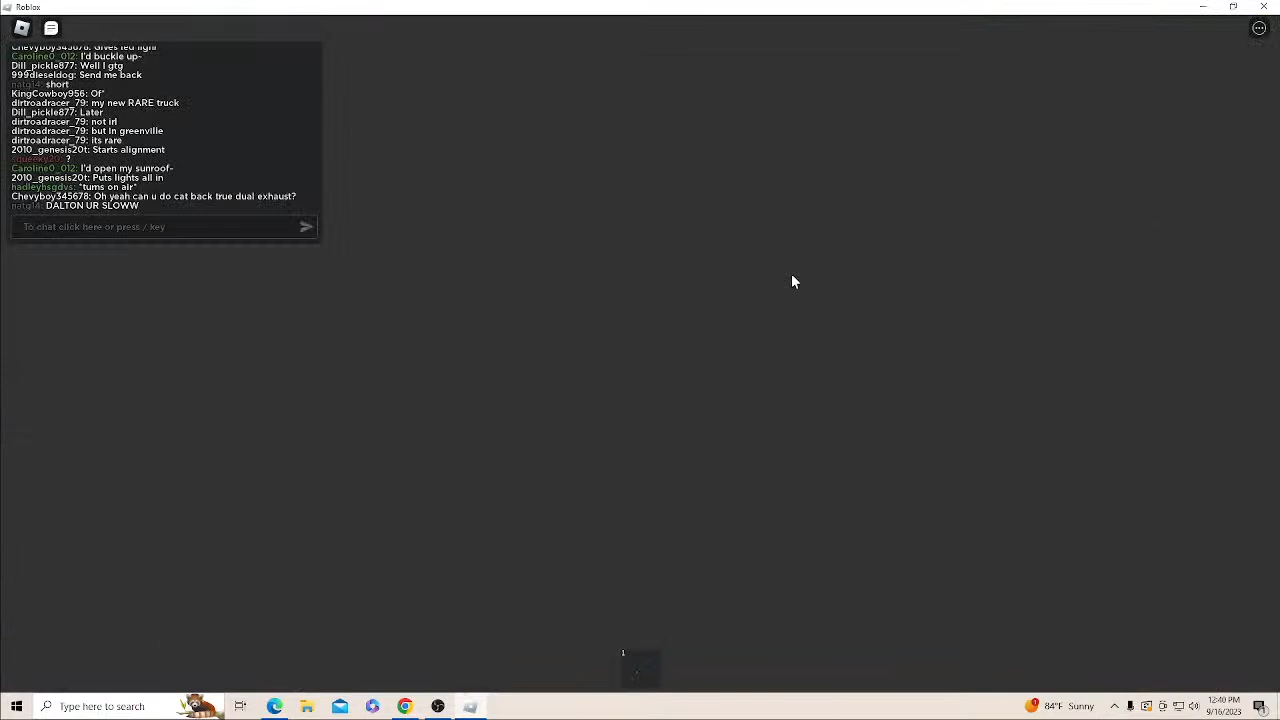 Roblox
Chevyboy345678: Gives led light
Caroline0_012: I'd buckle up-
Dill_pickle877: Well I gtg
999dieseldog: Send me back
short
KingCowboy956: Of*
dirtroadracer_79: my new RARE truck
Dill_pickle877: Later
dirtroadracer_79: not irl
dirtroadracer_79: but in greenville
dirtroadracer_79: its rare
2010_genesis20t: Starts alignment
squeeky20: ?
Caroline0_012: I'd open my sunroof-
2010_genesis20t: Puts lights all in
hadleyhsgdvs: *turns on air*
Chevyboy345678: Oh yeah can u do cat back true dual exhaust?
DALTON UR SLOWW
To chat click here or press / key
1
Type here to search
84°F Sunny
12:40 PM
9/16/2023